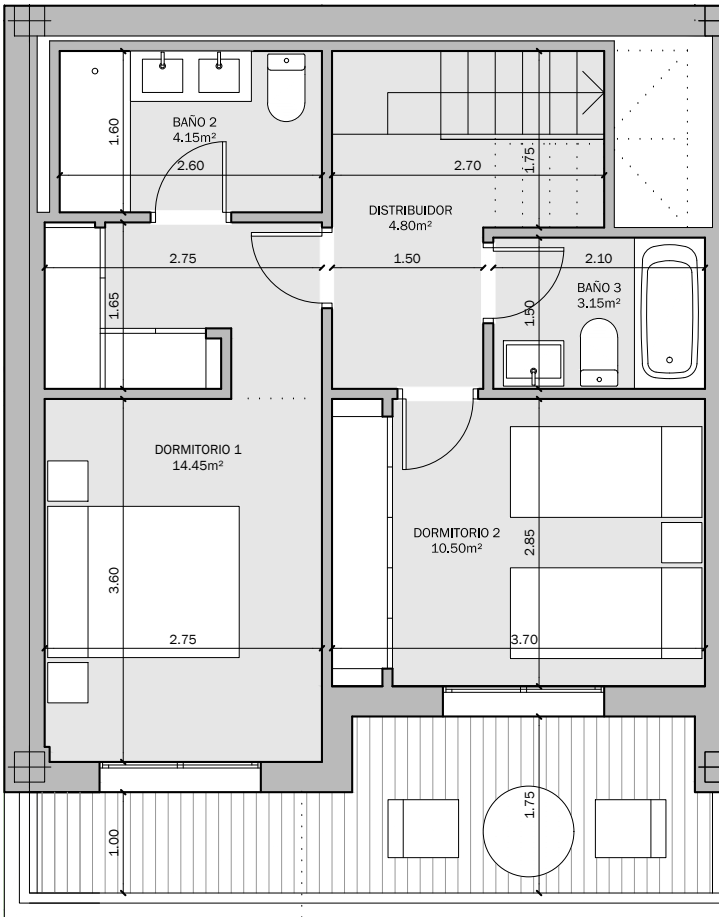 BAÑO 2
4.15m²
1.60
2.60
2.70
1.75
DISTRIBUIDOR
4.80m²
2.75
1.65
1.50
2.10
BAÑO 3
3.15m²
1.50
DORMITORIO 1
14.45m²
DORMITORIO 2
10.50m²
2.85
3.60
2.75
3.70
1.00
1.75